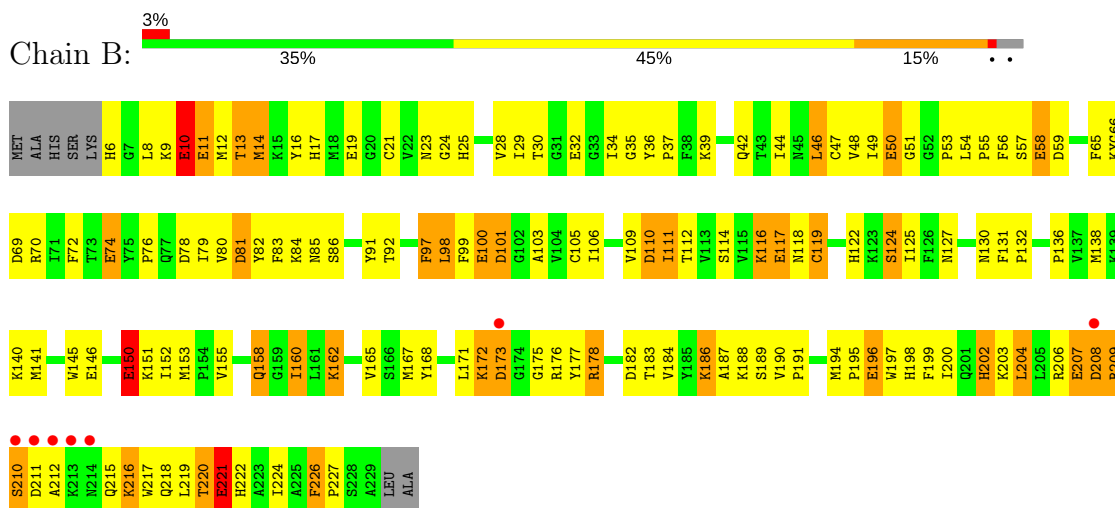 3%
Chain B:
35% 45% 15% • •
MET ALA HIS SER LYS H6 G7 L8 K9 E10 E11 M12 T13 M14 K15 Y16 H17 M18 E19 G20 C21 V22 N23 G24 H25 V28 I29 T30 G31 E32 G33 I34 G35 Y36 P37 F38 K39 Q42 T43 I44 N45 L46 C47 V48 I49 E50 G51 G52 P53 L54 P55 F56 S57 E58 D59 F65
D69 R70 I71 F72 T73 E74 Y75 P76 Q77 D78 I79 V80 D81 Y82 F83 K84 N85 S86 Y91 T92 F97 L98 F99 E100 D101 G102 A103 V104 C105 I106 V109 D110 I111 T112 V113 S114 V115 K116 E117 N118 C119 H122 K123 S124 I125 F126 N127 N130 F131 P132 P136 V137 M138 K139
K140 M141 W145 E146 E150 K151 I152 M153 P154 V155 Q158 G159 I160 L161 K162 V165 S166 M167 Y168 L171 K172 D173 G174 G175 R176 Y177 R178 D182 T183 V184 Y185 K186 A187 K188 S189 V190 P191 M194 P195 E196 W197 H198 F199 I200 Q201 H202 K203 L204 L205 R206 E207 D208 R209
S210 D211 A212 K213 N214 Q215 K216 W217 Q218 L219 T220 E221 H222 A223 I224 A225 F226 P227 S228 A229 LEU ALA